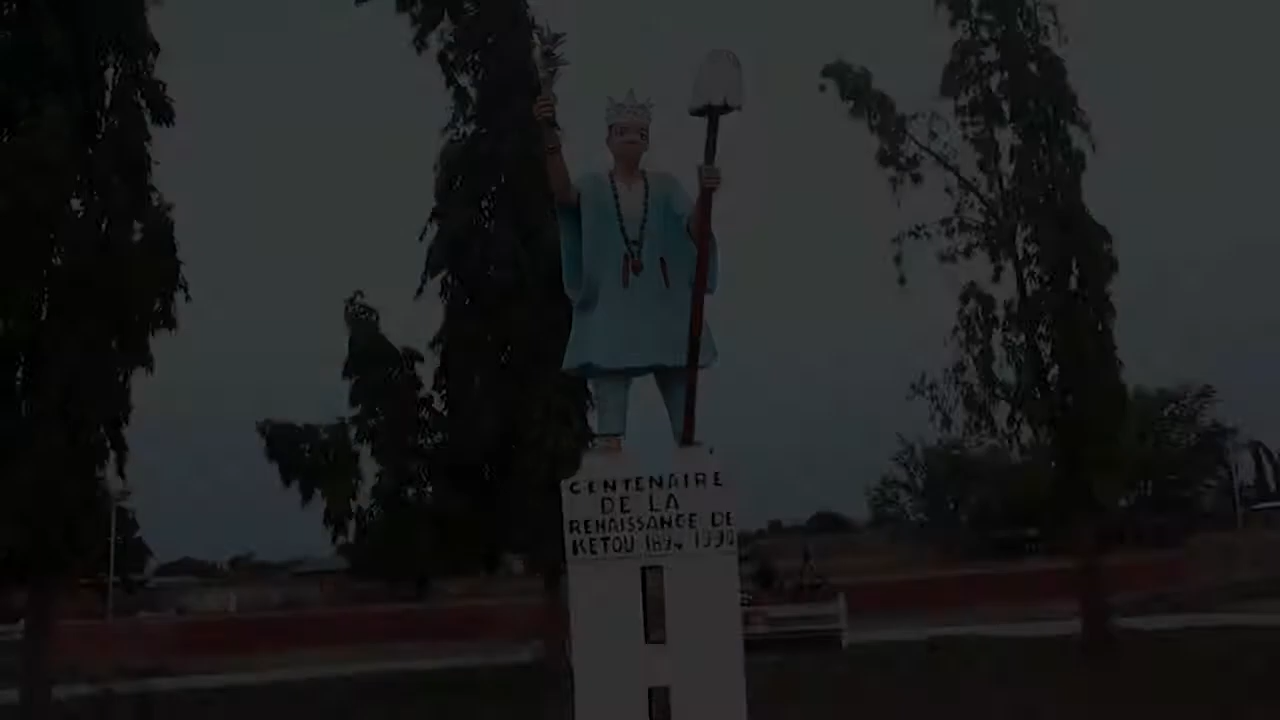 CENTENAIRE
DE LA
RENAISSANCE DE
KETOU 1894 1994